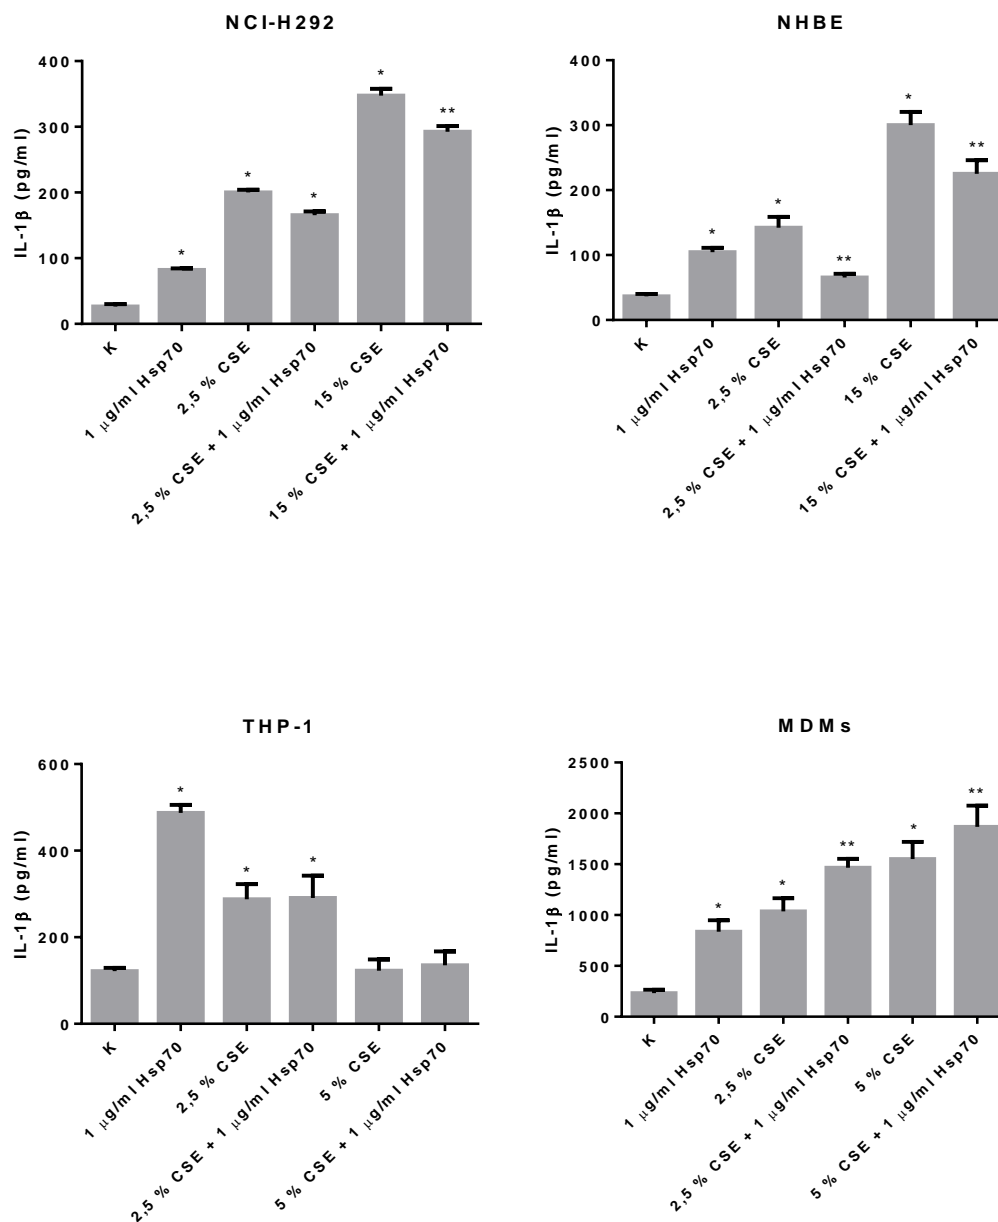 NCI-H292
IL-1β (pg/ml)
400
300
200
100
0
*
*
*
*
**
K
1 μg/ml Hsp70
2,5 % CSE
2,5 % CSE + 1 μg/ml Hsp70
15 % CSE
15 % CSE + 1 μg/ml Hsp70
NHBE
IL-1β (pg/ml)
400
300
200
100
0
*
*
**
*
**
K
1 μg/ml Hsp70
2,5 % CSE
2,5 % CSE + 1 μg/ml Hsp70
15 % CSE
15 % CSE + 1 μg/ml Hsp70
THP-1
IL-1β (pg/ml)
600
400
200
0
*
*
*
K
1 μg/ml Hsp70
2,5 % CSE
2,5 % CSE + 1 μg/ml Hsp70
5 % CSE
5 % CSE + 1 μg/ml Hsp70
MDMs
IL-1β (pg/ml)
2500
2000
1500
1000
500
0
*
*
**
*
**
K
1 μg/ml Hsp70
2,5 % CSE
2,5 % CSE + 1 μg/ml Hsp70
5 % CSE
5 % CSE + 1 μg/ml Hsp70